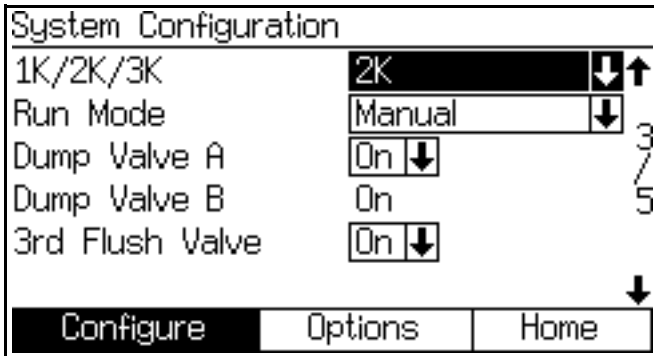 System Configuration
1K/2K/3K 2K
Run Mode Manual
Dump Valve A On
Dump Valve B On
3rd Flush Valve On
3/5
Configure Options Home